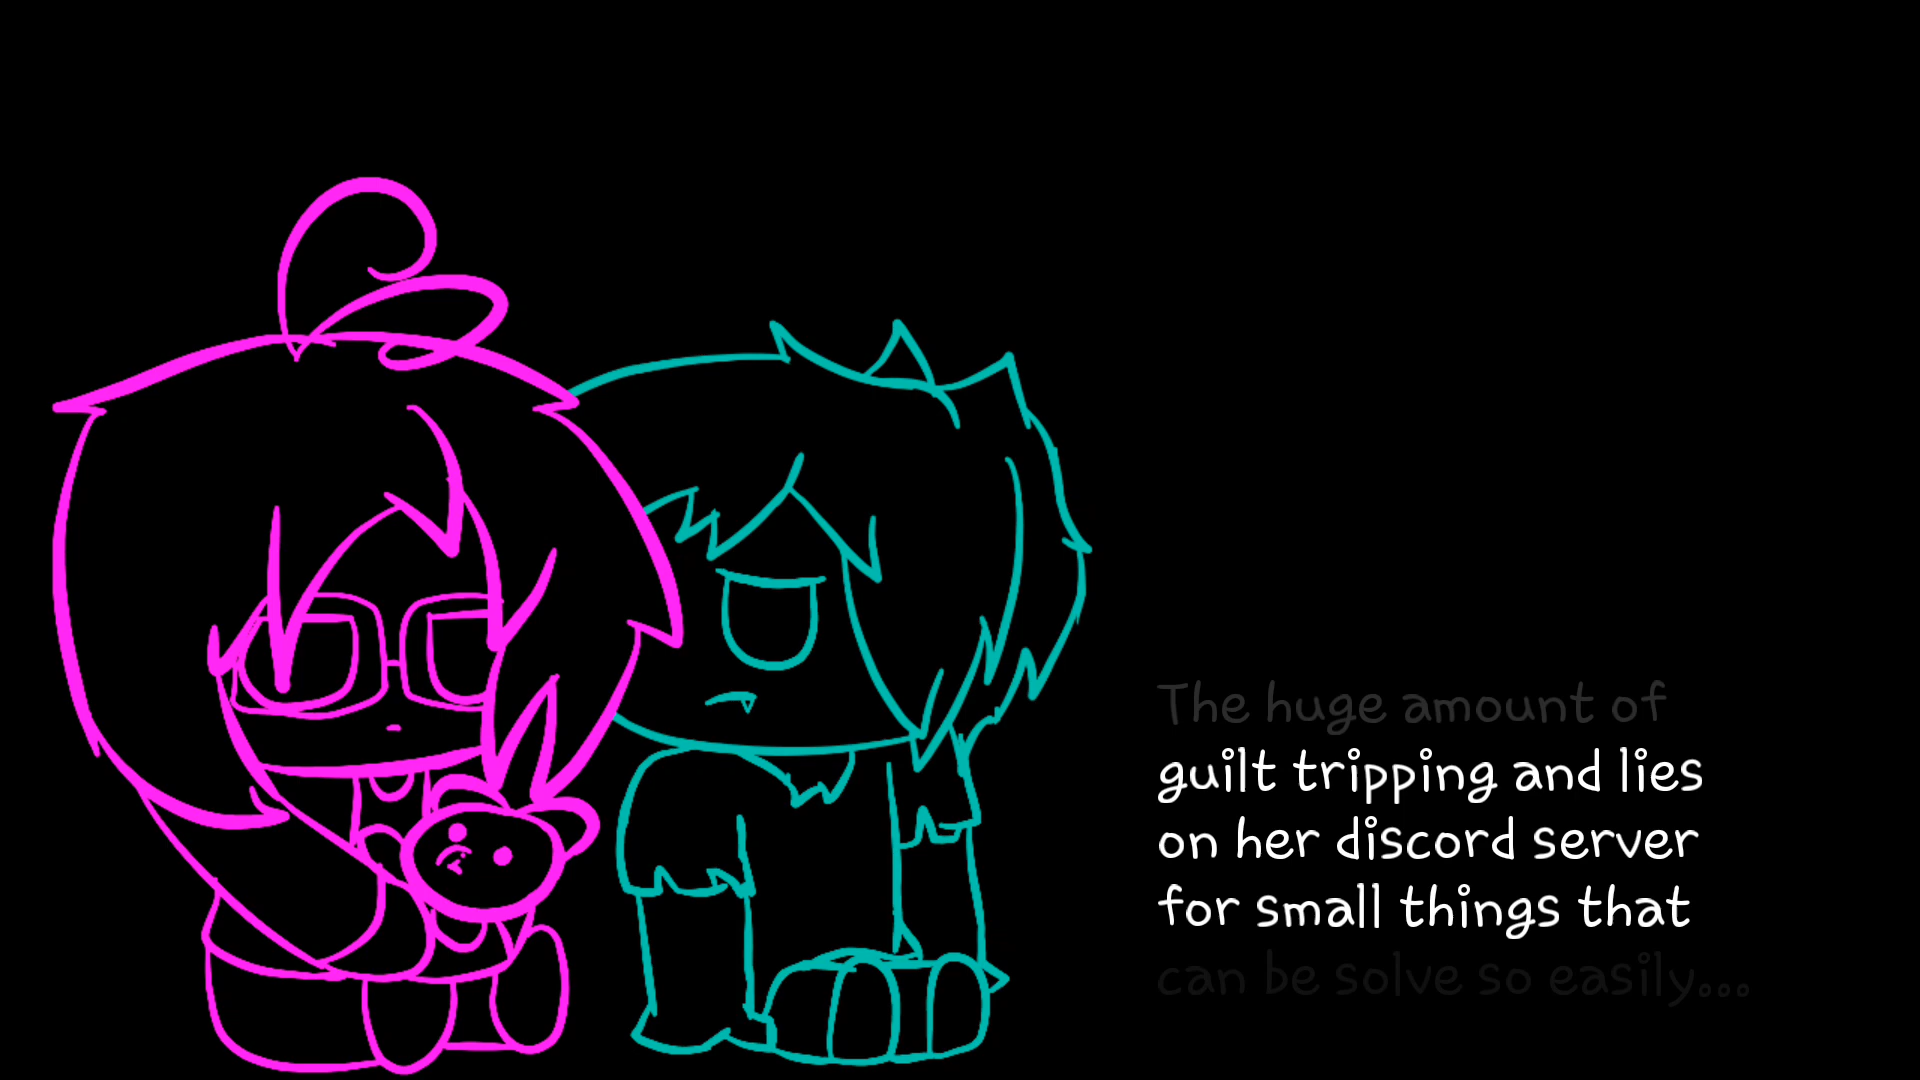 The huge amount of
guilt tripping and lies
on her discord server
for small things that
can be solve so easily...